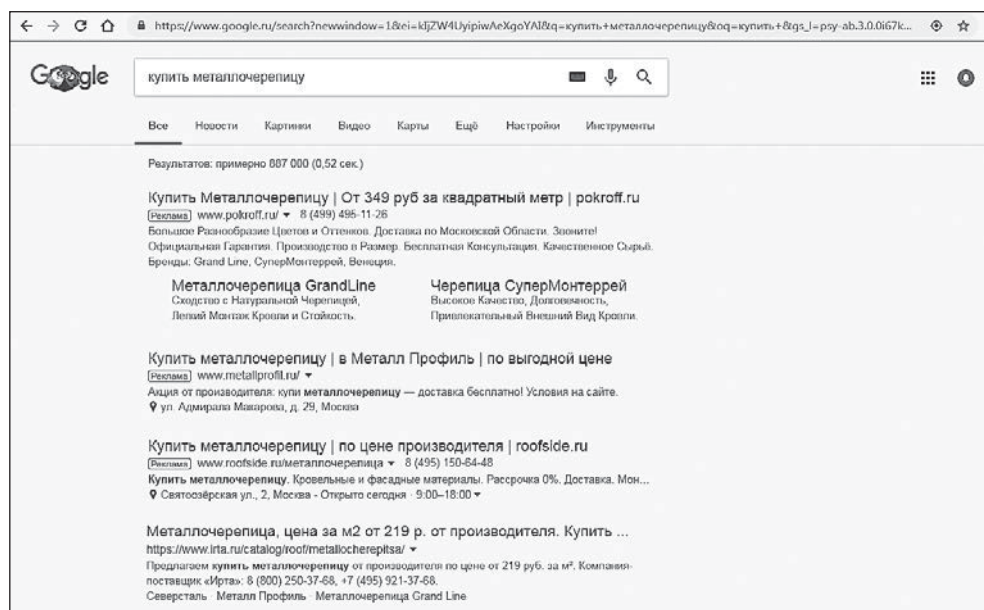 https://www.google.ru/search?newwindow=1&ei=kIjZW4UyipiwAeXgoYAI&q=купить+металлочерепицу&oq=купить+&gs_l=psy-ab.3.0.0i67k...
Google
купить металлочерепицу
Все Новости Картинки Видео Карты Ещё Настройки Инструменты
Результатов: примерно 887 000 (0,52 сек.)
Купить Металлочерепицу | От 349 руб за квадратный метр | pokroff.ru
Реклама www.pokroff.ru/ 8 (499) 495-11-26
Большое Разнообразие Цветов и Оттенков. Доставка по Московской Области. Звоните!
Официальная Гарантия. Производство в Размер. Бесплатная Консультация. Качественное Сырьё.
Бренды: Grand Line, СуперМонтеррей, Венеция.
Металлочерепица GrandLine
Сходство с Натуральной Черепицей,
Легкий Монтаж Кровли и Стойкость.
Черепица СуперМонтеррей
Высокое Качество, Долговечность,
Привлекательный Внешний Вид Кровли.
Купить металлочерепицу | в Металл Профиль | по выгодной цене
Реклама www.metallprofil.ru/
Акция от производителя: купи металлочерепицу — доставка бесплатно! Условия на сайте.
ул. Адмирала Макарова, д. 29, Москва
Купить металлочерепицу | по цене производителя | roofside.ru
Реклама www.roofside.ru/металлочерепица 8 (495) 150-64-48
Купить металлочерепицу. Кровельные и фасадные материалы. Рассрочка 0%. Доставка. Мон...
Святоозёрская ул., 2, Москва - Открыто сегодня · 9:00–18:00
Металлочерепица, цена за м2 от 219 р. от производителя. Купить ...
https://www.irta.ru/catalog/roof/metallocherepitsa/
Предлагаем купить металлочерепицу от производителя по цене от 219 руб. за м². Компания-
поставщик «Ирта»: 8 (800) 250-37-68, +7 (495) 921-37-68.
Северсталь · Металл Профиль · Металлочерепица Grand Line